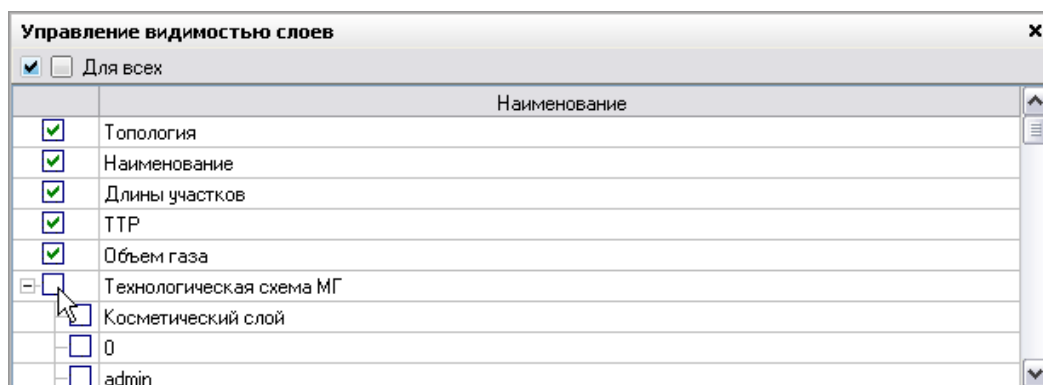 Управление видимостью слоев
Для всех
Наименование
Топология
Наименование
Длины участков
ТТР
Объем газа
Технологическая схема МГ
Косметический слой
0
admin